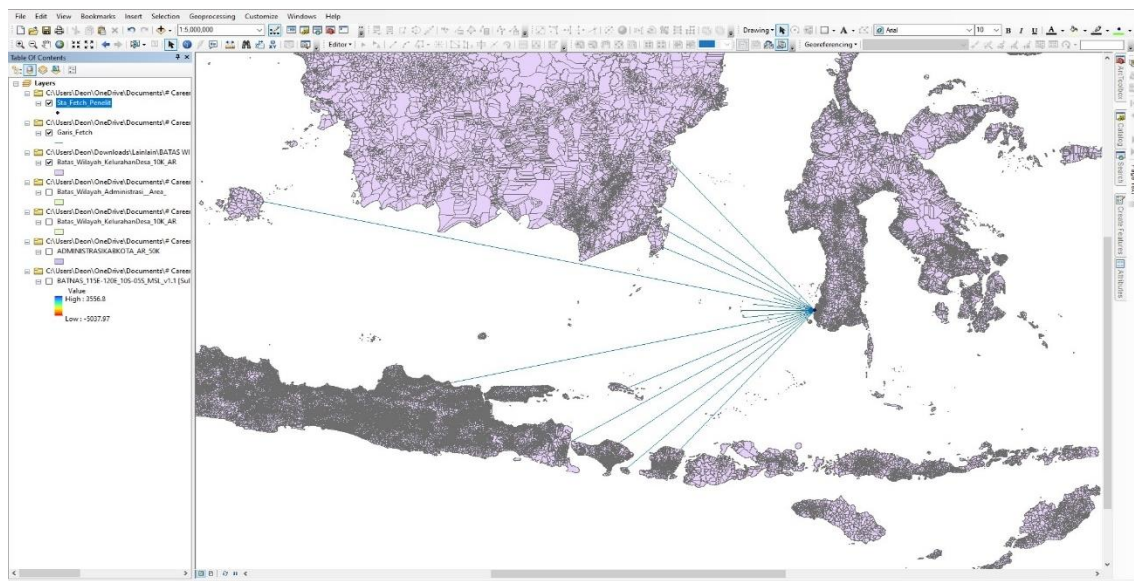 File Edit View Bookmarks Insert Selection Geoprocessing Customize Windows Help
1:5,000,000
Drawing
Arial
10
B I U A
Editor
Georeferencing
Table Of Contents
Layers
C:\Users\Deon\OneDrive\Documents\# Career
Sta_Fetch_Penelit
C:\Users\Deon\OneDrive\Documents\# Career
Garis_Fetch
C:\Users\Deon\Downloads\Lainlain\BATAS WI
Batas_Wilayah_KelurahanDesa_10K_AR
C:\Users\Deon\OneDrive\Documents\# Career
Batas_Wilayah_Administrasi_Area_
C:\Users\Deon\OneDrive\Documents\# Career
Batas_Wilayah_KelurahanDesa_10K_AR
C:\Users\Deon\OneDrive\Documents\# Career
ADMINISTRASIKABKOTA_AR_50K
C:\Users\Deon\OneDrive\Documents\# Career
BATNAS_115E-120E_10S-05S_MSL_v1.1 [Sul
Value
High : 3556.8
Low : -5037.97
ArcToolbox
Catalog
Search
Create Features
Attributes